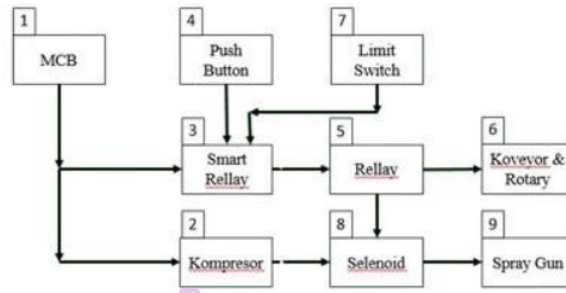 1
MCB
4
Push
Button
7
Limit
Switch
3
Smart
Rellay
5
Rellay
6
Koveyor &
Rotary
2
Kompresor
8
Selenoid
9
Spray Gun